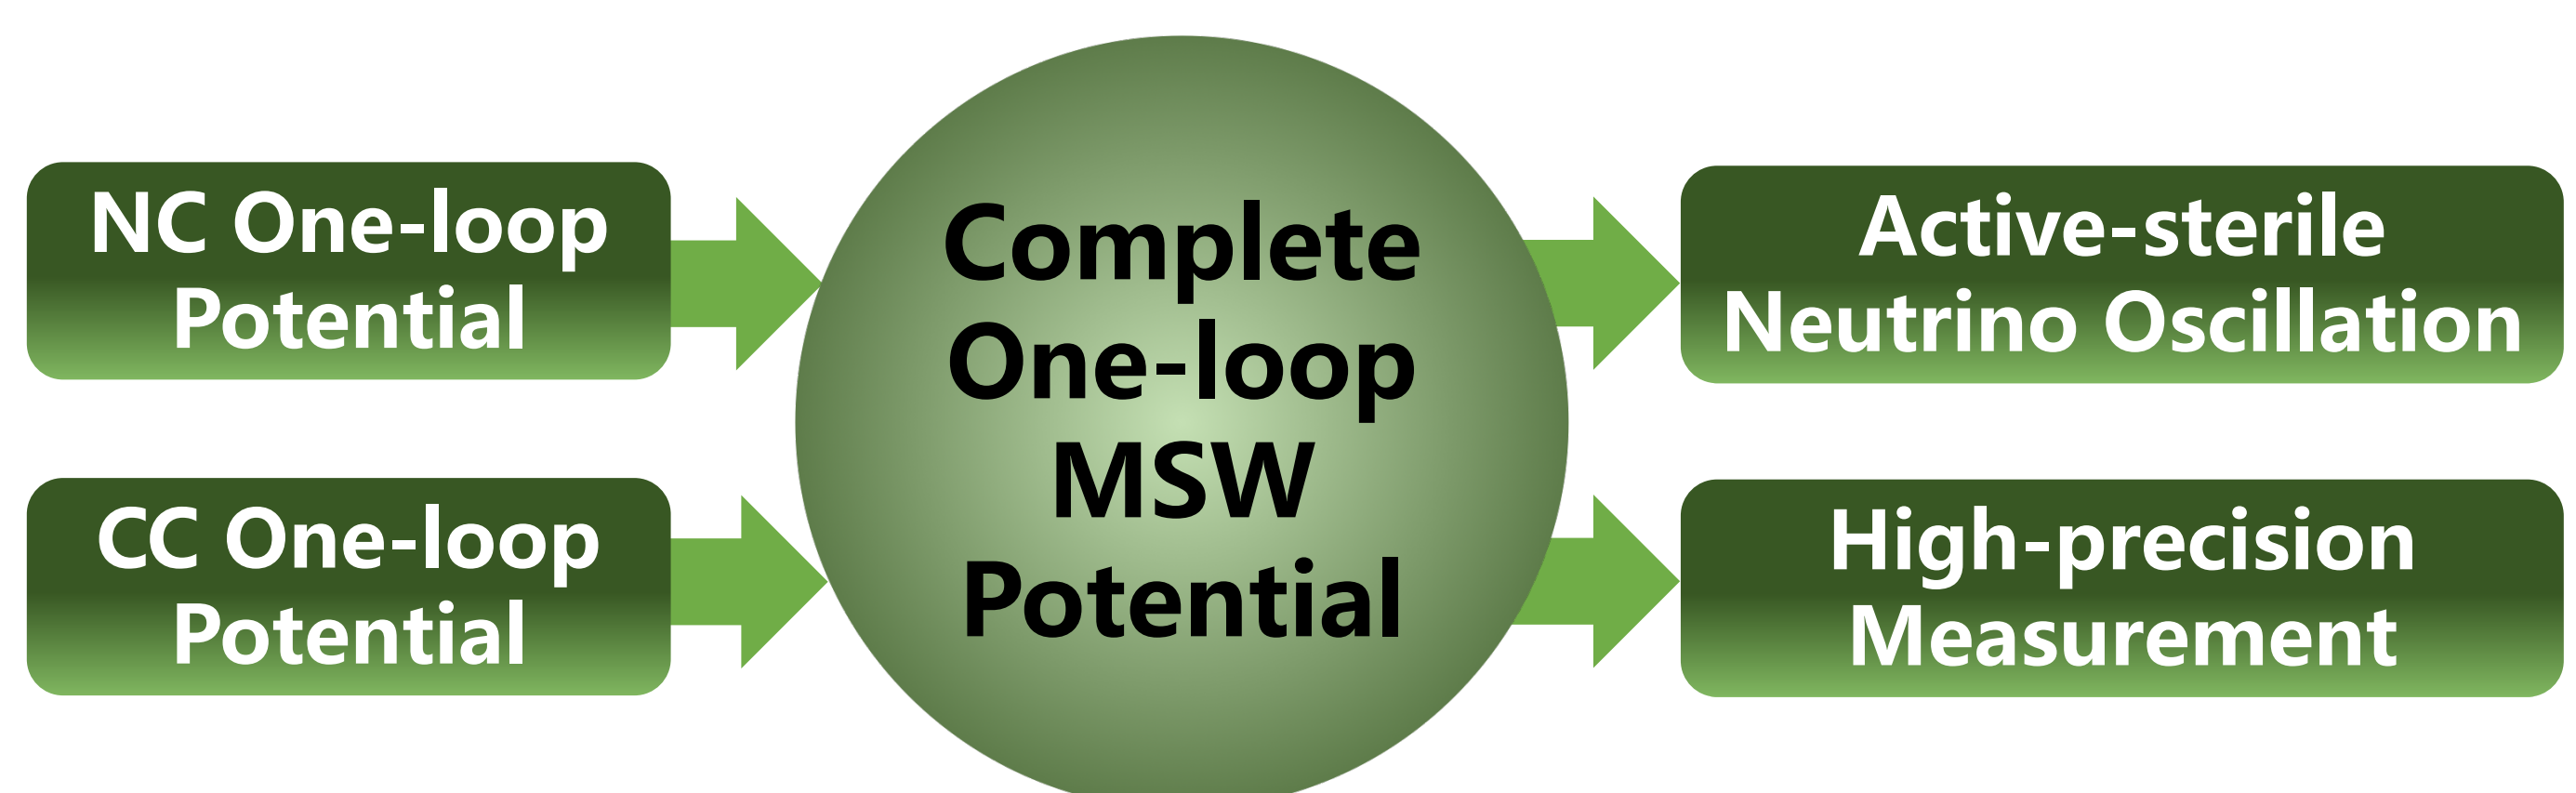 NC One-loop
Potential
CC One-loop
Potential
Complete
One-loop
MSW
Potential
Active-sterile
Neutrino Oscillation
High-precision
Measurement